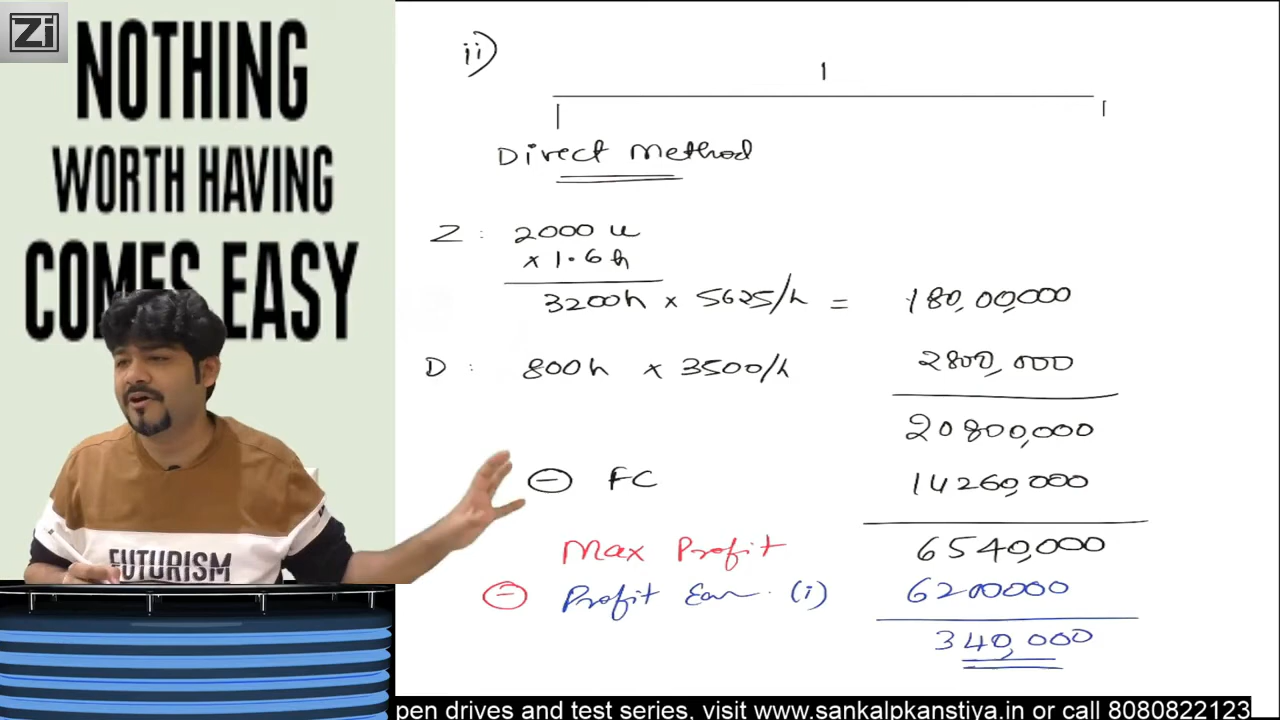 Zi
NOTHING
WORTH HAVING
COMES EASY
FUTURISM
ii)
1
Direct Method
Z : 2000 u
x 1.6 h
3200h x 5625/h = 180,00,000
D : 800h x 3500/h 2800,000
20800,000
- FC 14260,000
Max Profit 6540,000
- Profit Ear. (i) 6200000
340,000
pen drives and test series, visit www.sankalpkanstiya.in or call 8080822123